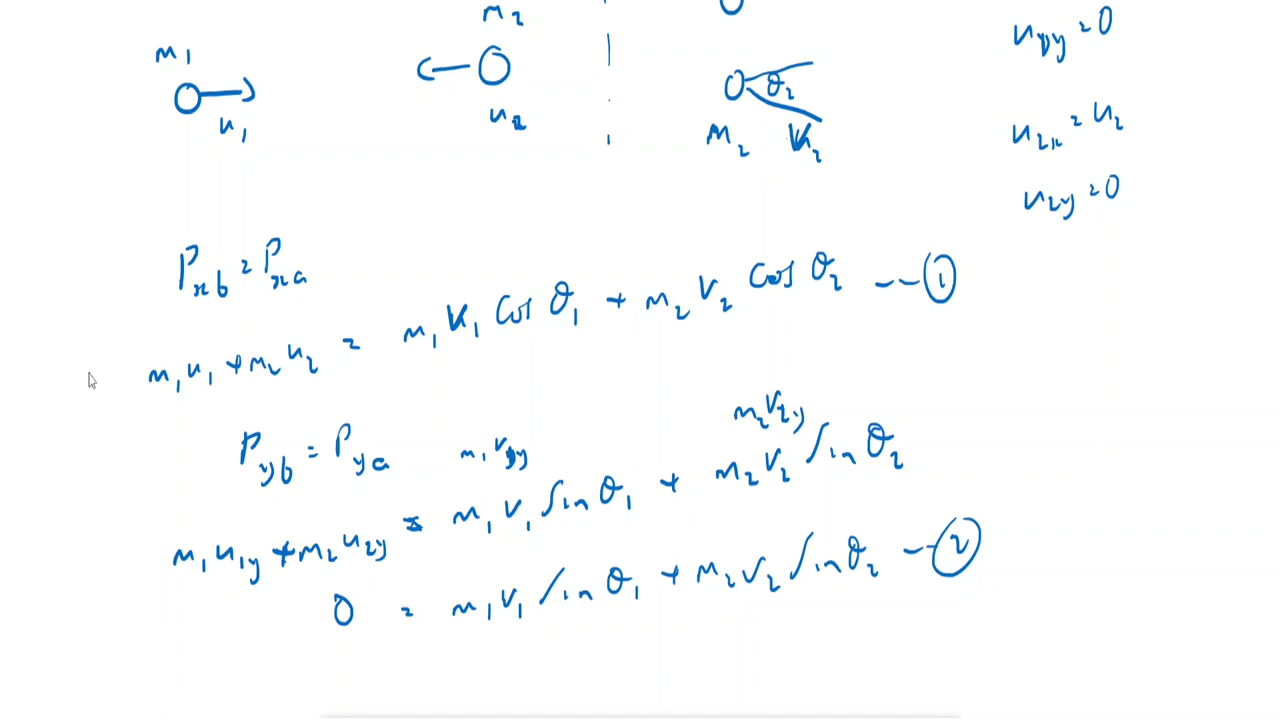 m₂
u₁y = 0
m₁
θ₂
u₁
u₂
m₂ v₂
u₂ₓ = u₂
u₂y = 0
Pxb = Pxa
m₁u₁ + m₂u₂ = m₁v₁ Cos θ₁ + m₂v₂ Cos θ₂ --①
Pyb = Pya
m₁v₁y
m₂v₂y
m₁u₁y + m₂u₂y = m₁v₁ Sin θ₁ + m₂v₂ Sin θ₂
0 = m₁v₁ Sin θ₁ + m₂v₂ Sin θ₂ --②